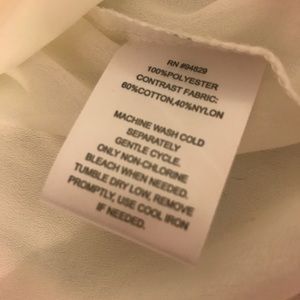 RN #94829
100%POLYESTER
CONTRAST FABRIC:
60%COTTON,40%NYLON
MACHINE WASH COLD
SEPARATELY
GENTLE CYCLE.
ONLY NON-CHLORINE
BLEACH WHEN NEEDED.
TUMBLE DRY LOW, REMOVE
PROMPTLY, USE COOL IRON
IF NEEDED.